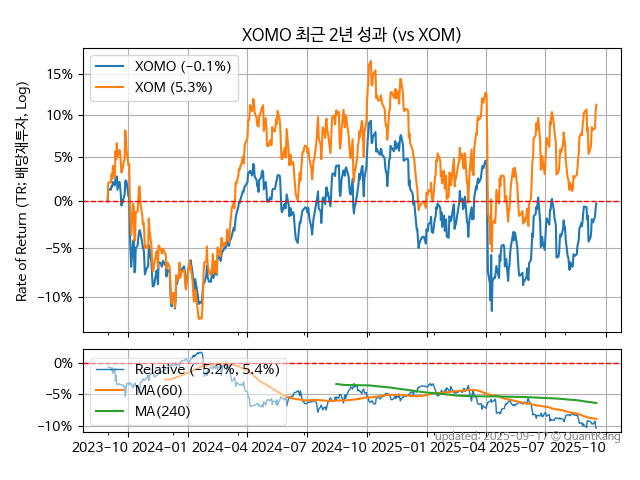 XOMO 최근 2년 성과 (vs XOM)
Rate of Return (TR: 배당재투자, Log)
XOMO (−0.1%)
XOM (5.3%)
15%
10%
5%
0%
−5%
−10%
Relative (−5.2%, 5.4%)
MA(60)
MA(240)
0%
−5%
−10%
updated: 2025-09-17 © QuantKang
2023−10 2024−01 2024−04 2024−07 2024−10 2025−01 2025−04 2025−07 2025−10